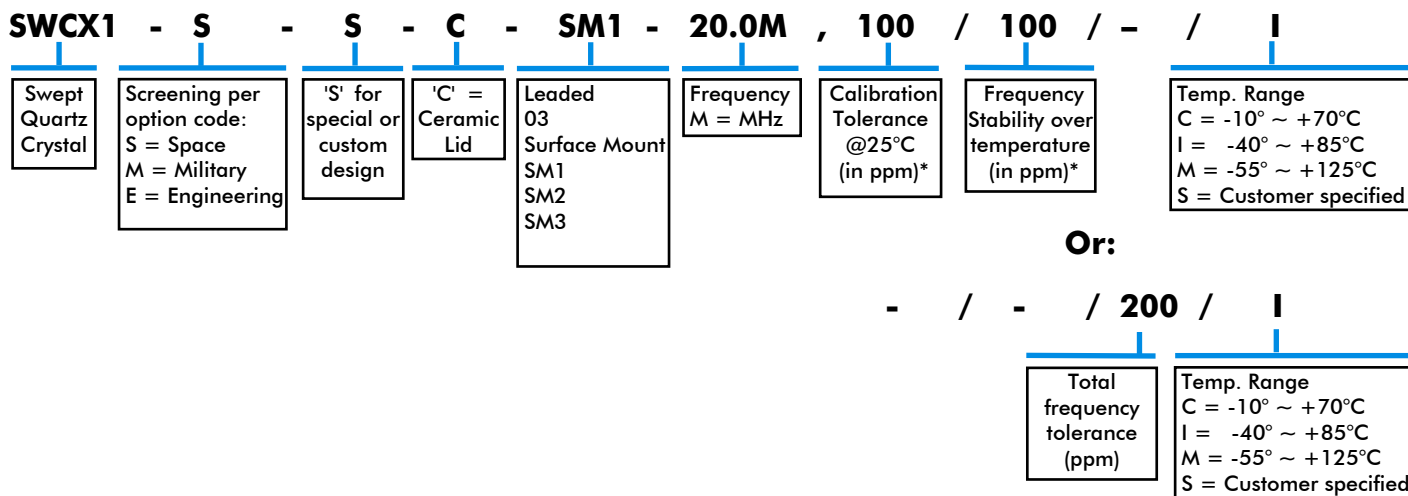 SWCX1 - S - S - C - SM1 - 20.0M , 100 / 100 / – / I
Swept
Quartz
Crystal
Screening per
option code:
S = Space
M = Military
E = Engineering
'S' for
special or
custom
design
'C' =
Ceramic
Lid
Leaded
03
Surface Mount
SM1
SM2
SM3
Frequency
M = MHz
Calibration
Tolerance
@25°C
(in ppm)*
Frequency
Stability over
temperature
(in ppm)*
Temp. Range
C = -10° ~ +70°C
I = -40° ~ +85°C
M = -55° ~ +125°C
S = Customer specified
Or:
- / - / 200 / I
Total
frequency
tolerance
(ppm)
Temp. Range
C = -10° ~ +70°C
I = -40° ~ +85°C
M = -55° ~ +125°C
S = Customer specified